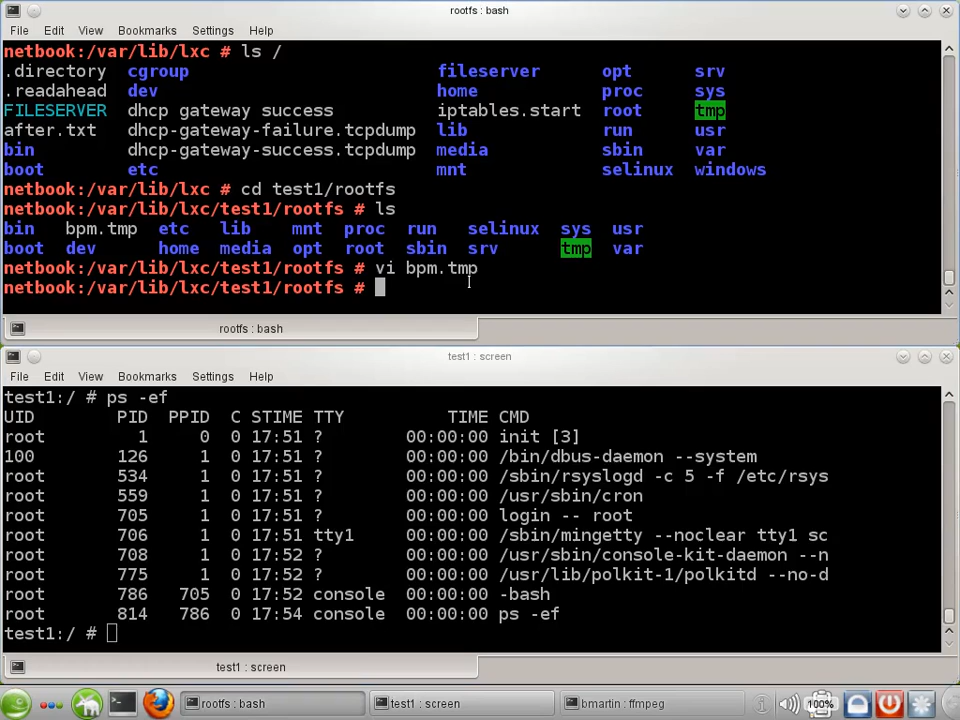 rootfs : bash
File Edit View Bookmarks Settings Help
netbook:/var/lib/lxc # ls /
.directory cgroup fileserver opt srv
.readahead dev home proc sys
FILESERVER dhcp gateway success iptables.start root tmp
after.txt dhcp-gateway-failure.tcpdump lib run usr
bin dhcp-gateway-success.tcpdump media sbin var
boot etc mnt selinux windows
netbook:/var/lib/lxc # cd test1/rootfs
netbook:/var/lib/lxc/test1/rootfs # ls
bin bpm.tmp etc lib mnt proc run selinux sys usr
boot dev home media opt root sbin srv tmp var
netbook:/var/lib/lxc/test1/rootfs # vi bpm.tmp
netbook:/var/lib/lxc/test1/rootfs #
rootfs : bash
test1 : screen
File Edit View Bookmarks Settings Help
test1:/ # ps -ef
UID PID PPID C STIME TTY TIME CMD
root 1 0 0 17:51 ? 00:00:00 init [3]
100 126 1 0 17:51 ? 00:00:00 /bin/dbus-daemon --system
root 534 1 0 17:51 ? 00:00:00 /sbin/rsyslogd -c 5 -f /etc/rsys
root 559 1 0 17:51 ? 00:00:00 /usr/sbin/cron
root 705 1 0 17:51 ? 00:00:00 login -- root
root 706 1 0 17:51 tty1 00:00:00 /sbin/mingetty --noclear tty1 sc
root 708 1 0 17:52 ? 00:00:00 /usr/sbin/console-kit-daemon --n
root 775 1 0 17:52 ? 00:00:00 /usr/lib/polkit-1/polkitd --no-d
root 786 705 0 17:52 console 00:00:00 -bash
root 814 786 0 17:54 console 00:00:00 ps -ef
test1:/ #
test1 : screen
rootfs : bash test1 : screen bmartin : ffmpeg 100%